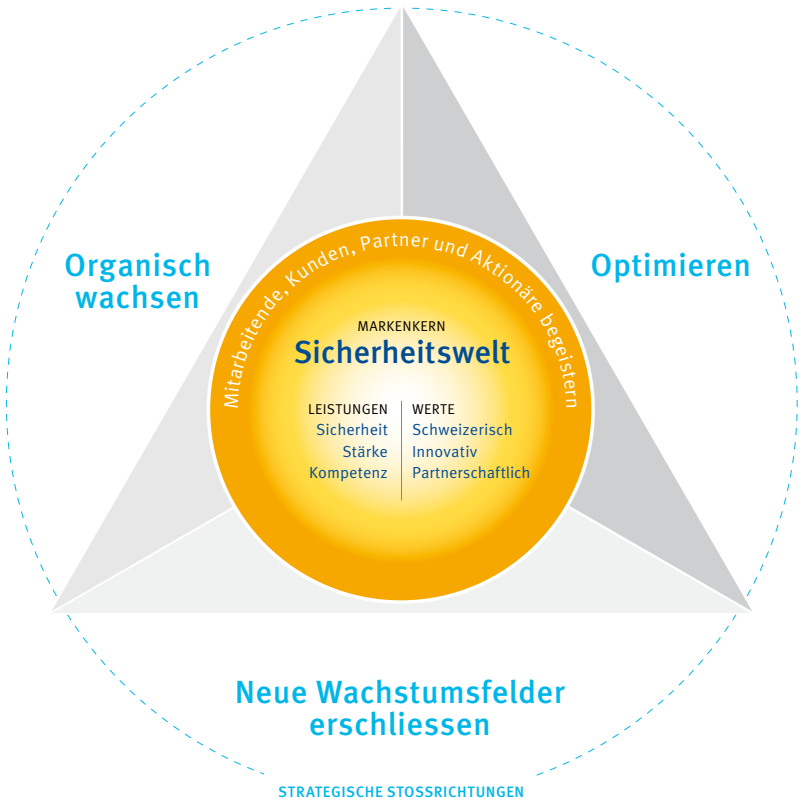 Organisch
wachsen
Optimieren
Mitarbeitende, Kunden, Partner und Aktionäre begeistern
MARKENKERN
Sicherheitswelt
LEISTUNGEN
Sicherheit
Stärke
Kompetenz
WERTE
Schweizerisch
Innovativ
Partnerschaftlich
Neue Wachstumsfelder
erschliessen
STRATEGISCHE STOSSRICHTUNGEN